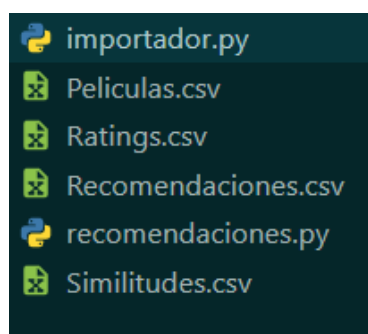 importador.py
Peliculas.csv
Ratings.csv
Recomendaciones.csv
recomendaciones.py
Similitudes.csv